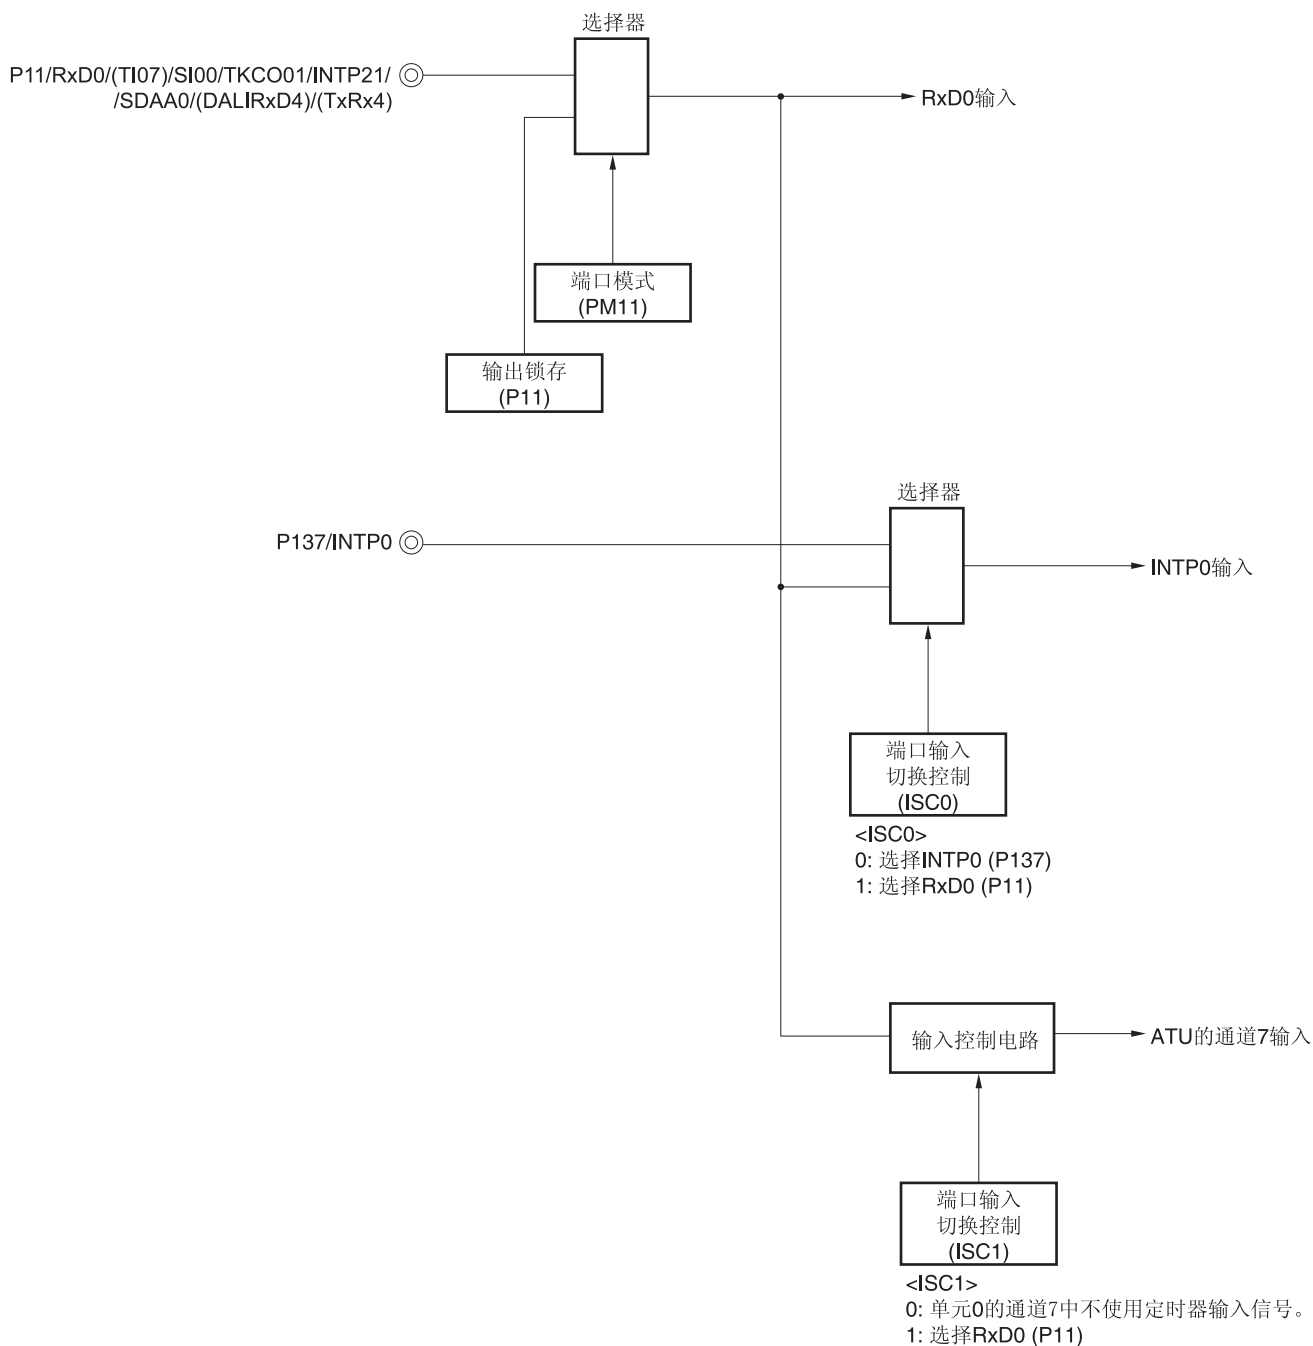 选择器
P11/RxD0/(TI07)/SI00/TKCO01/INTP21/
/SDAA0/(DALIRxD4)/(TxRx4)
RxD0输入
端口模式
(PM11)
输出锁存
(P11)
选择器
P137/INTP0
INTP0输入
端口输入
切换控制
(ISC0)
<ISC0>
0: 选择INTP0 (P137)
1: 选择RxD0 (P11)
输入控制电路
ATU的通道7输入
端口输入
切换控制
(ISC1)
<ISC1>
0: 单元0的通道7中不使用定时器输入信号。
1: 选择RxD0 (P11)